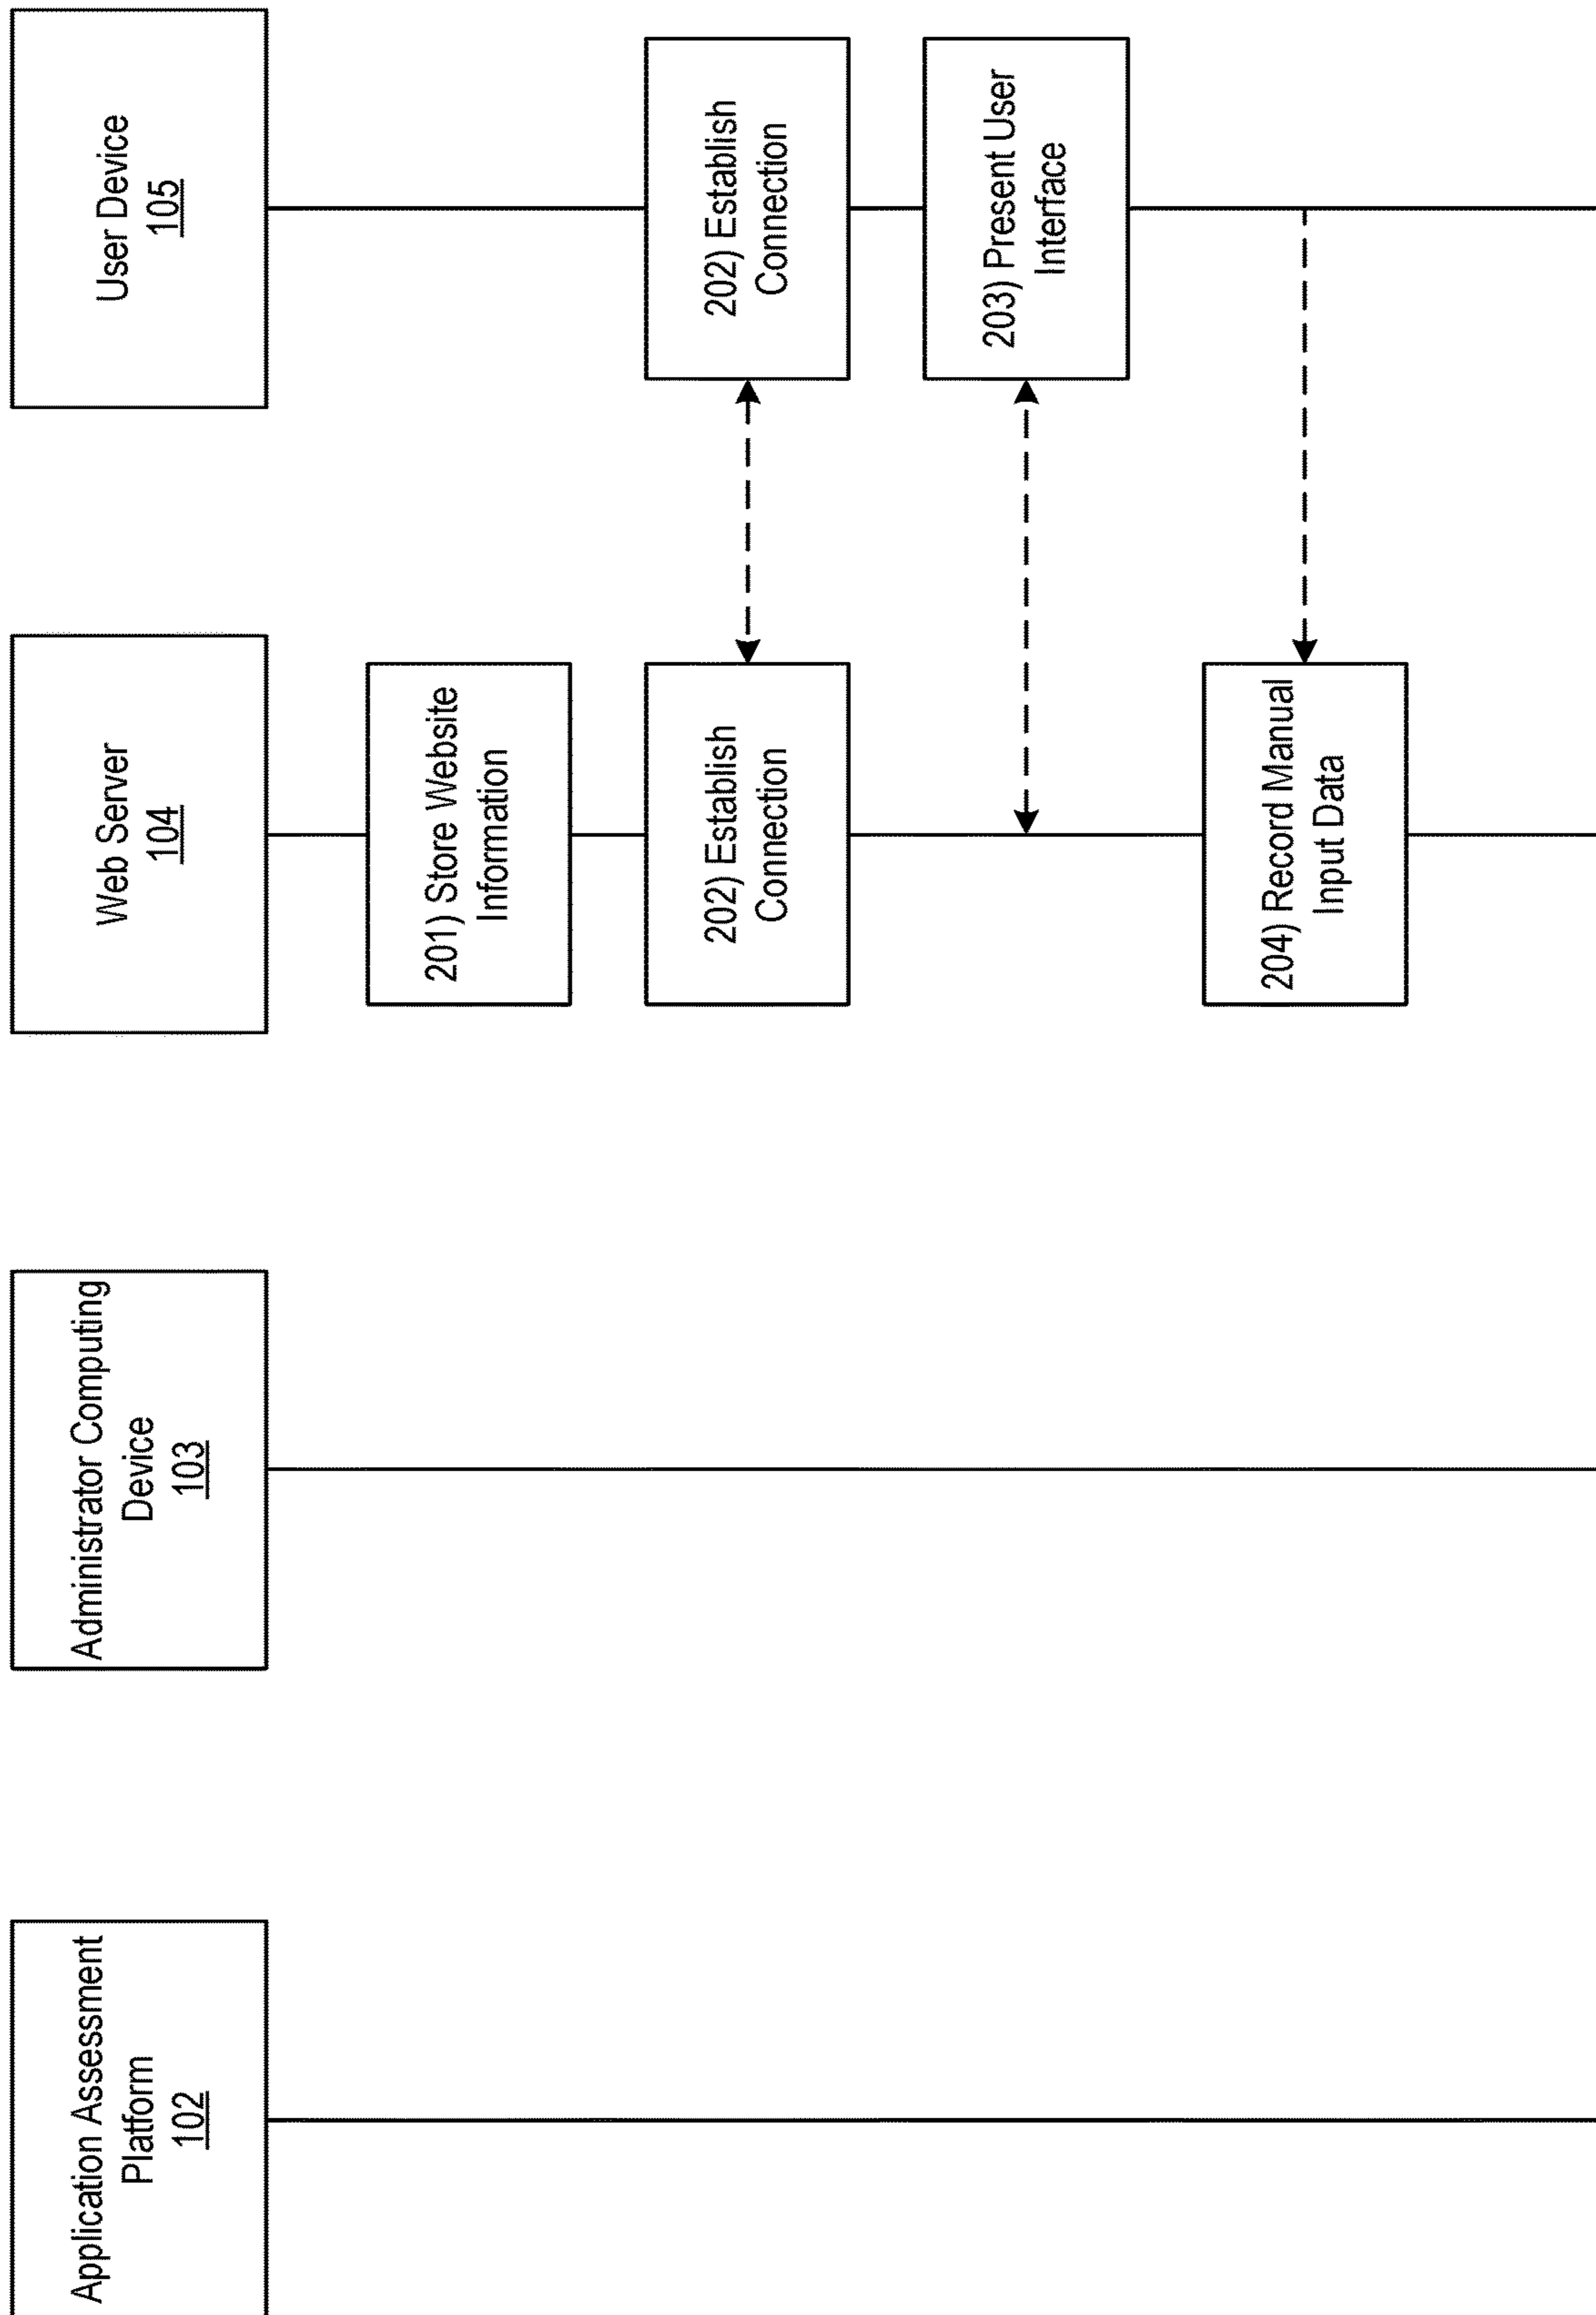 Application Assessment
Platform
102
Administrator Computing
Device
103
Web Server
104
User Device
105
201) Store Website
Information
202) Establish
Connection
202) Establish
Connection
203) Present User
Interface
204) Record Manual
Input Data